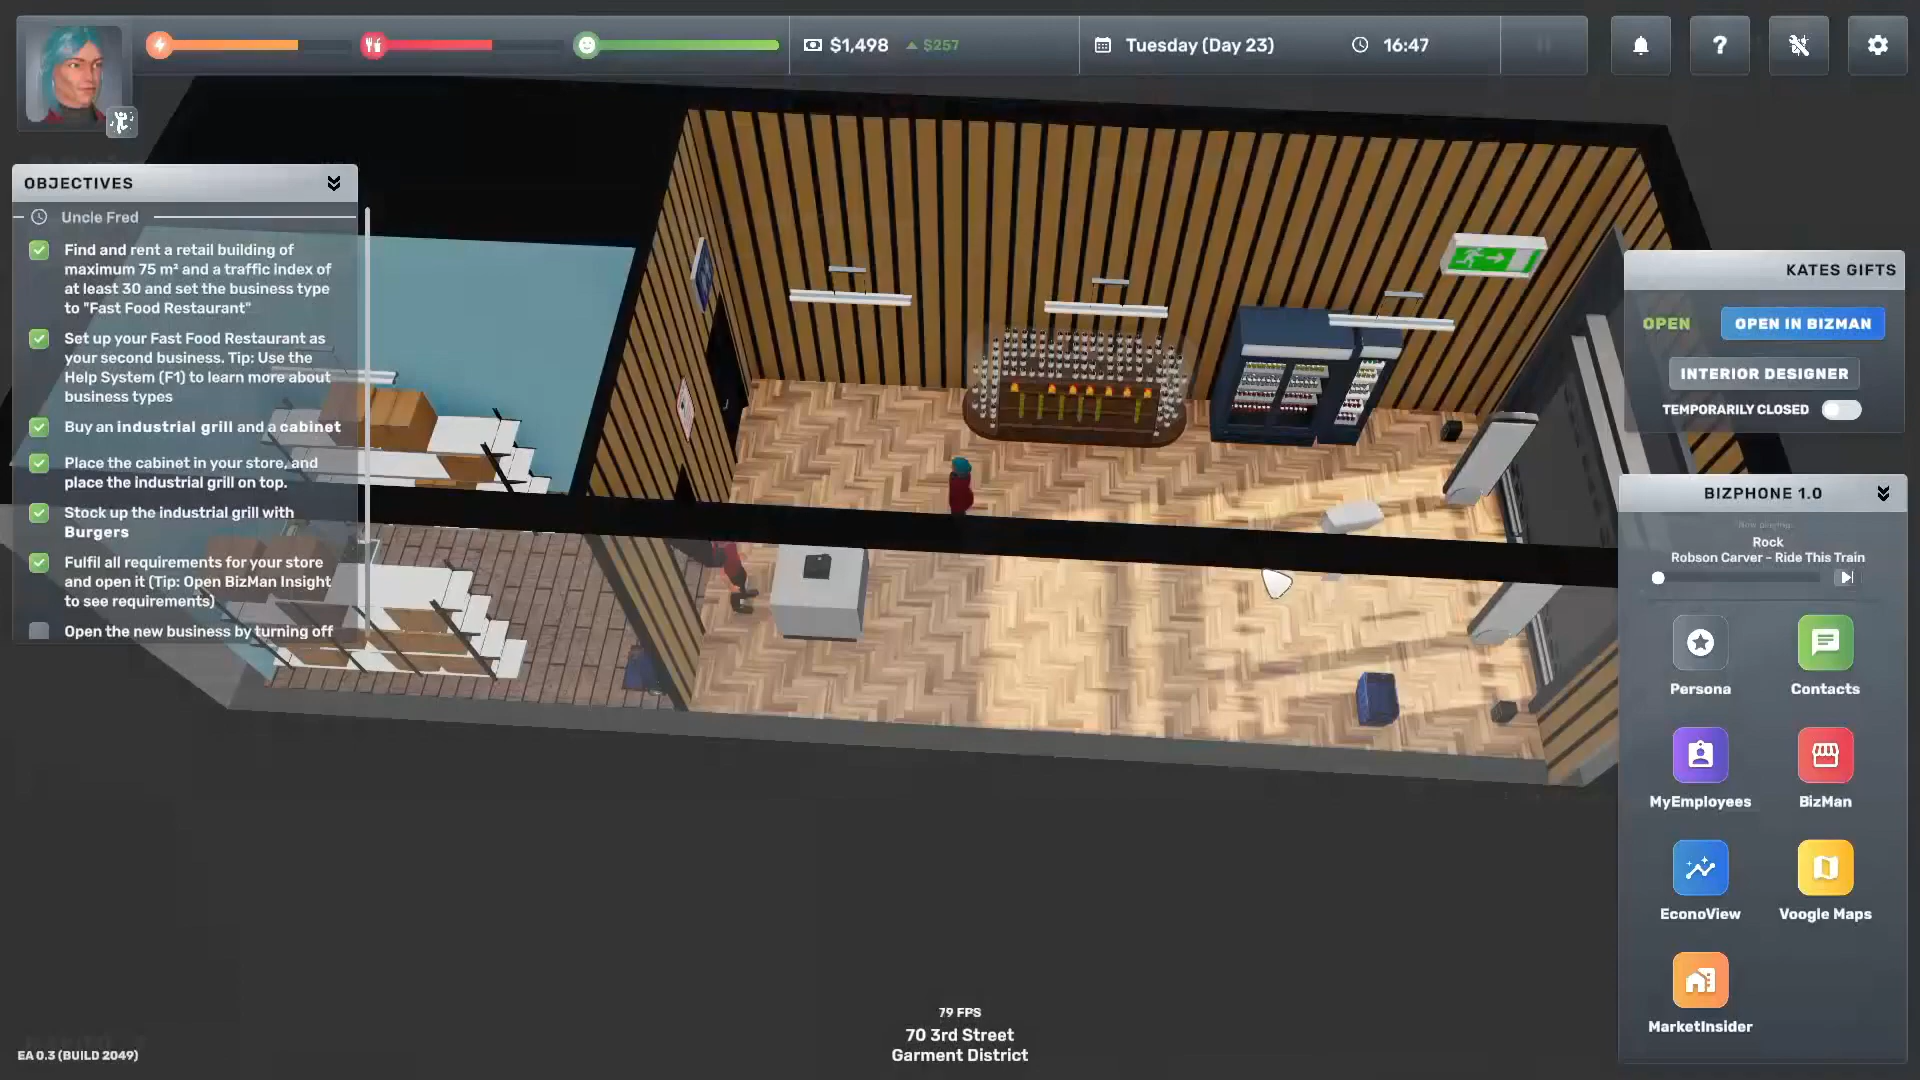 $1,498
$257
Tuesday (Day 23)
16:47
?
OBJECTIVES
Uncle Fred
Find and rent a retail building of
maximum 75 m² and a traffic index of
at least 30 and set the business type
to "Fast Food Restaurant"
Set up your Fast Food Restaurant as
your second business. Tip: Use the
Help System (F1) to learn more about
business types
Buy an industrial grill and a cabinet
Place the cabinet in your store, and
place the industrial grill on top.
Stock up the industrial grill with
Burgers
Fulfil all requirements for your store
and open it (Tip: Open BizMan Insight
to see requirements)
Open the new business by turning off
KATES GIFTS
OPEN
OPEN IN BIZMAN
INTERIOR DESIGNER
TEMPORARILY CLOSED
BIZPHONE 1.0
Now playing:
Rock
Robson Carver - Ride This Train
Persona
Contacts
MyEmployees
BizMan
EconoView
Voogle Maps
MarketInsider
79 FPS
70 3rd Street
Garment District
EA 0.3 (BUILD 2049)